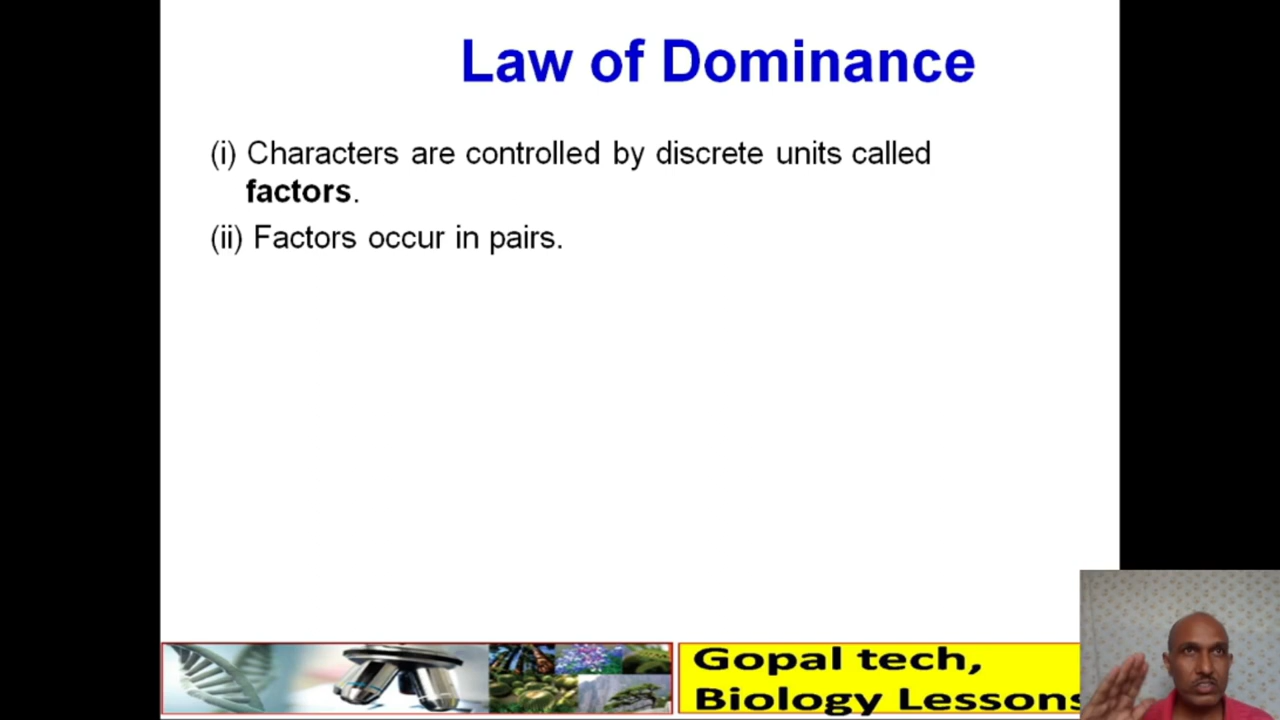 Law of Dominance
(i) Characters are controlled by discrete units called
factors.
(ii) Factors occur in pairs.
Gopal tech,
Biology Lessons